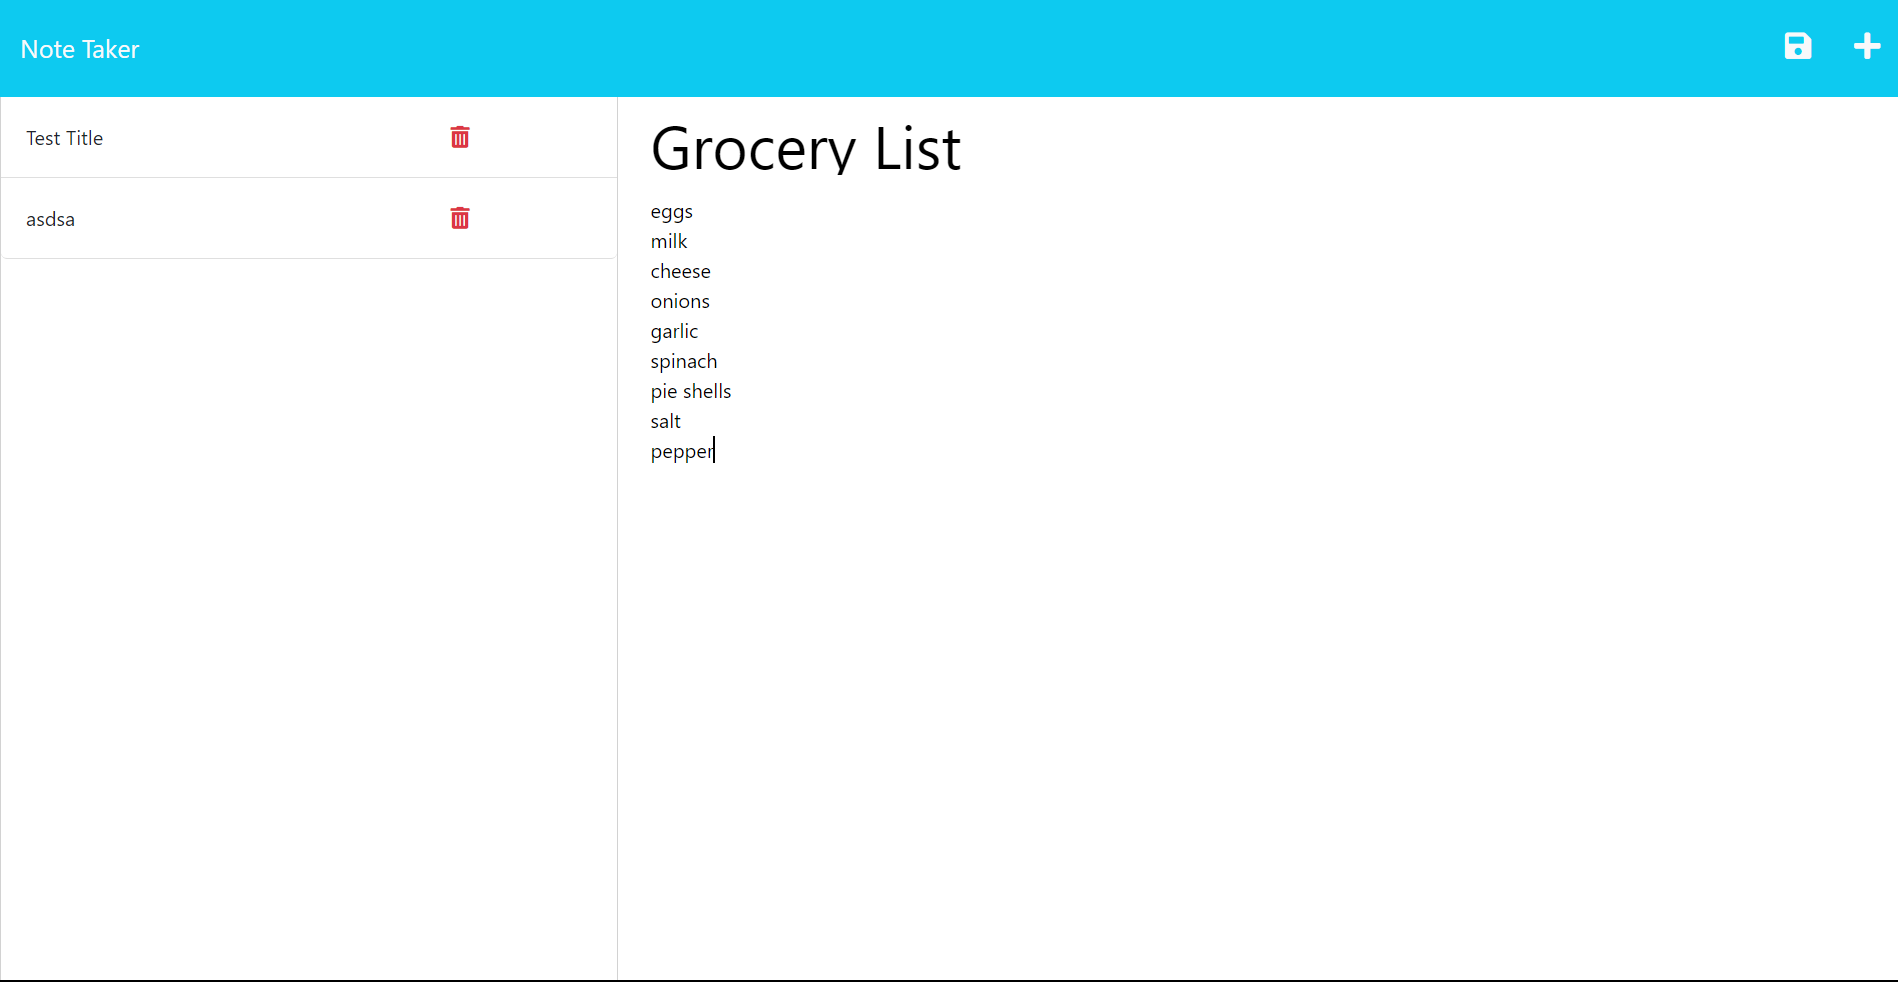 Note Taker
Test Title
asdsa
Grocery List
eggs
milk
cheese
onions
garlic
spinach
pie shells
salt
pepper